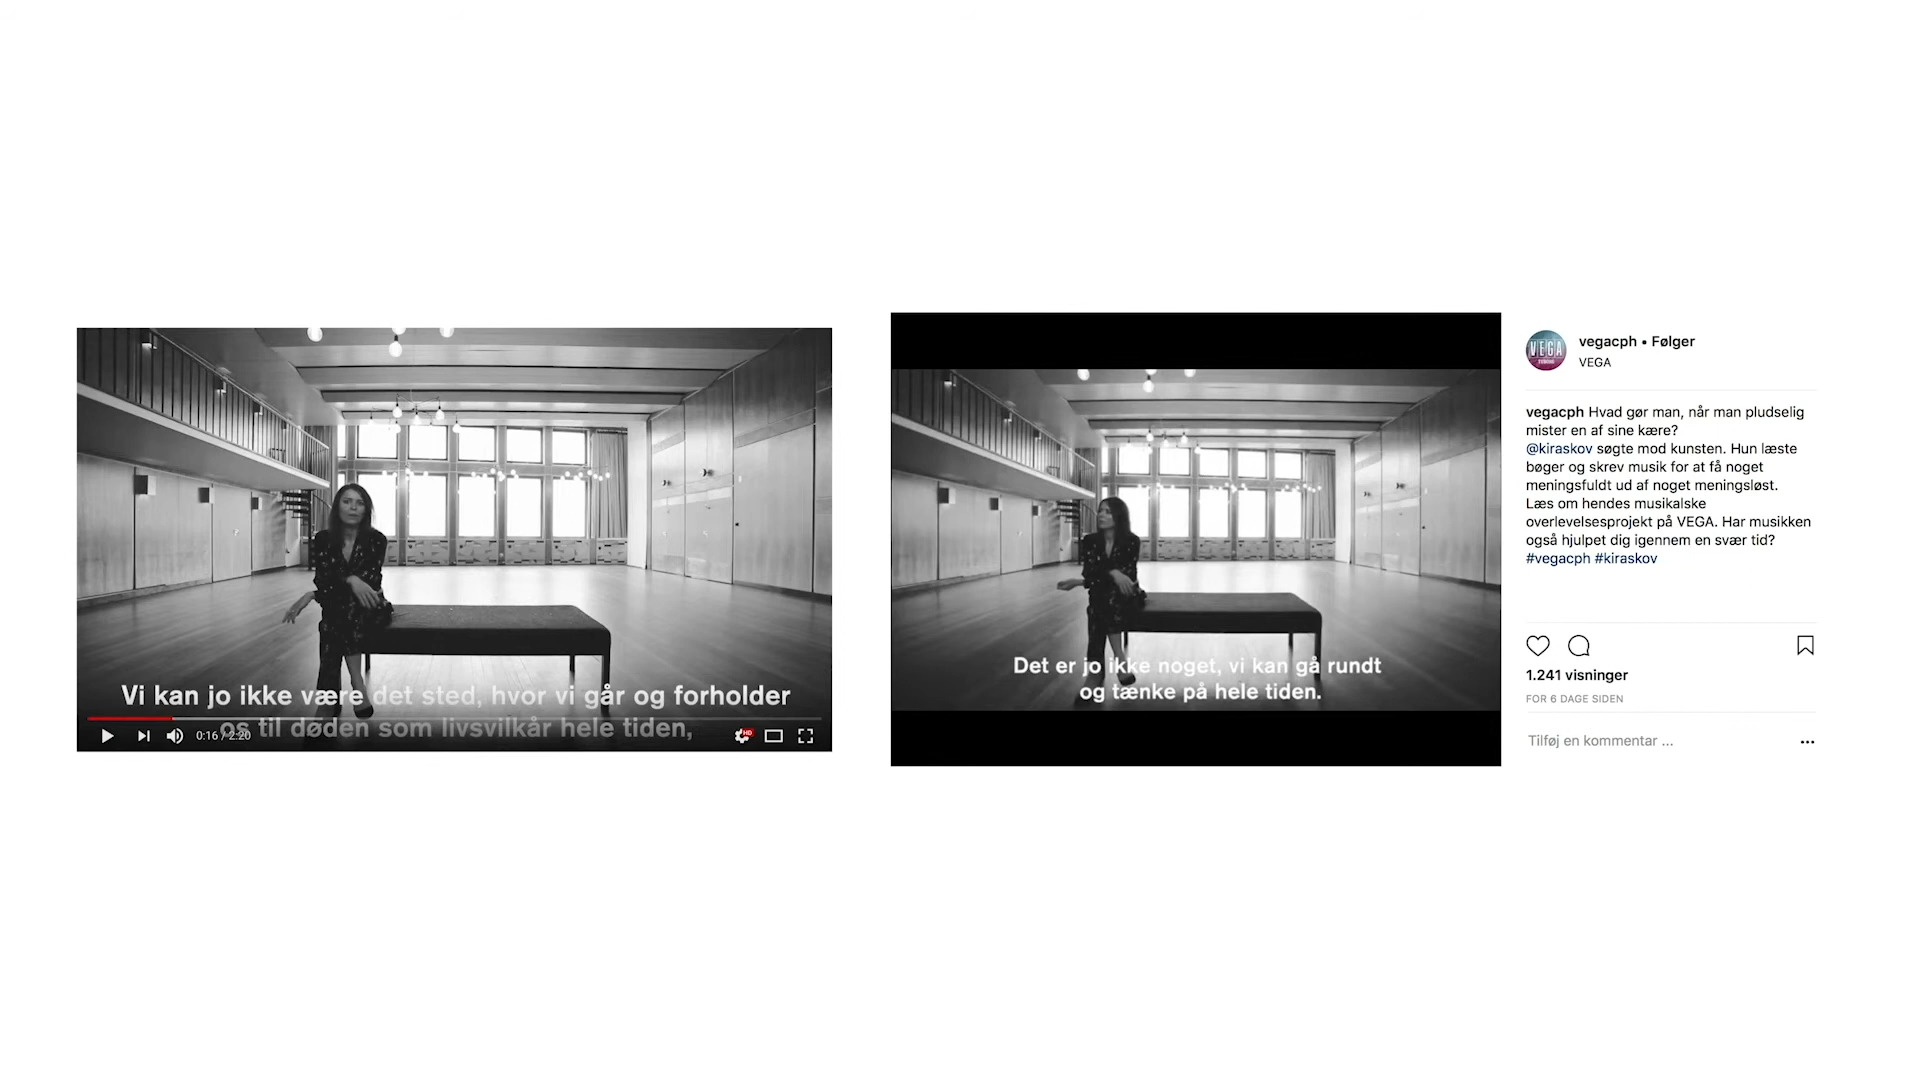 Vi kan jo ikke være det sted, hvor vi går og forholder
os til døden som livsvilkår hele tiden,
0:16 / 2:20
HD
Det er jo ikke noget, vi kan gå rundt
og tænke på hele tiden.
VEGA
vegacph • Følger
VEGA
vegacph Hvad gør man, når man pludselig
mister en af sine kære?
@kiraskov søgte mod kunsten. Hun læste
bøger og skrev musik for at få noget
meningsfuldt ud af noget meningsløst.
Læs om hendes musikalske
overlevelsesprojekt på VEGA. Har musikken
også hjulpet dig igennem en svær tid?
#vegacph #kiraskov
1.241 visninger
FOR 6 DAGE SIDEN
Tilføj en kommentar ...